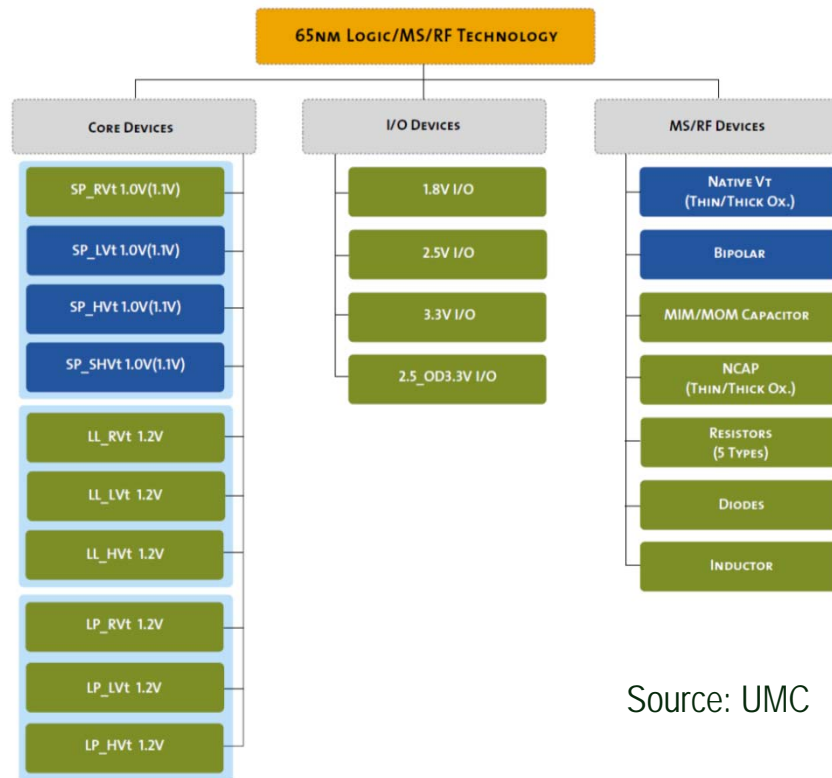 65nm Logic/MS/RF Technology
Core Devices
SP_RVt 1.0V(1.1V)
SP_LVt 1.0V(1.1V)
SP_HVt 1.0V(1.1V)
SP_SHVt 1.0V(1.1V)
LL_RVt 1.2V
LL_LVt 1.2V
LL_HVt 1.2V
LP_RVt 1.2V
LP_LVt 1.2V
LP_HVt 1.2V
I/O Devices
1.8V I/O
2.5V I/O
3.3V I/O
2.5_OD3.3V I/O
MS/RF Devices
Native Vt
(Thin/Thick Ox.)
Bipolar
MIM/MOM Capacitor
NCAP
(Thin/Thick Ox.)
Resistors
(5 Types)
Diodes
Inductor
Source: UMC